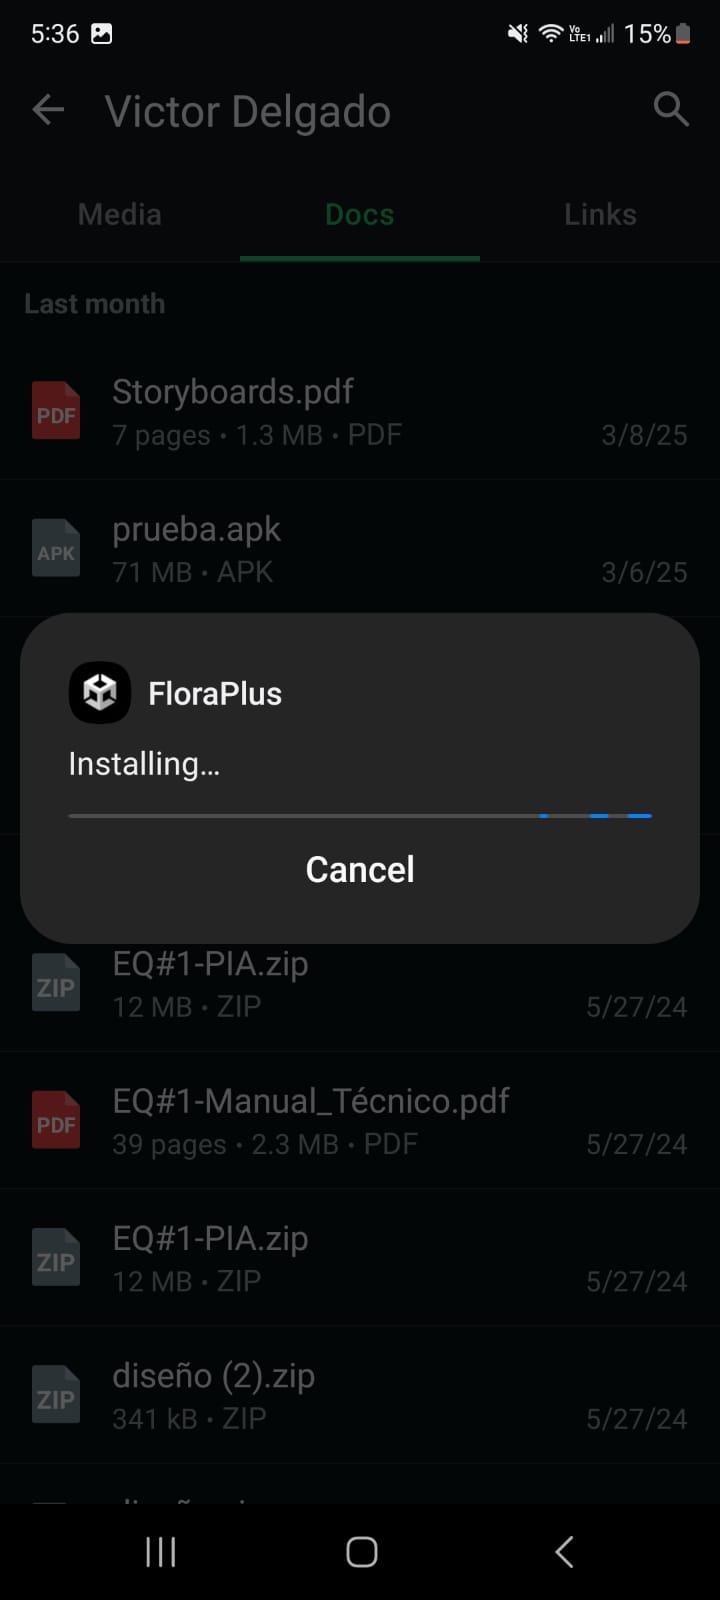 5:36
Vo
LTE1
15%
Victor Delgado
Media
Docs
Links
Last month
PDF
Storyboards.pdf
7 pages • 1.3 MB • PDF
3/8/25
APK
prueba.apk
71 MB • APK
3/6/25
FloraPlus
Installing...
Cancel
ZIP
EQ#1-PIA.zip
12 MB • ZIP
5/27/24
PDF
EQ#1-Manual_Técnico.pdf
39 pages • 2.3 MB • PDF
5/27/24
ZIP
EQ#1-PIA.zip
12 MB • ZIP
5/27/24
ZIP
diseño (2).zip
341 kB • ZIP
5/27/24